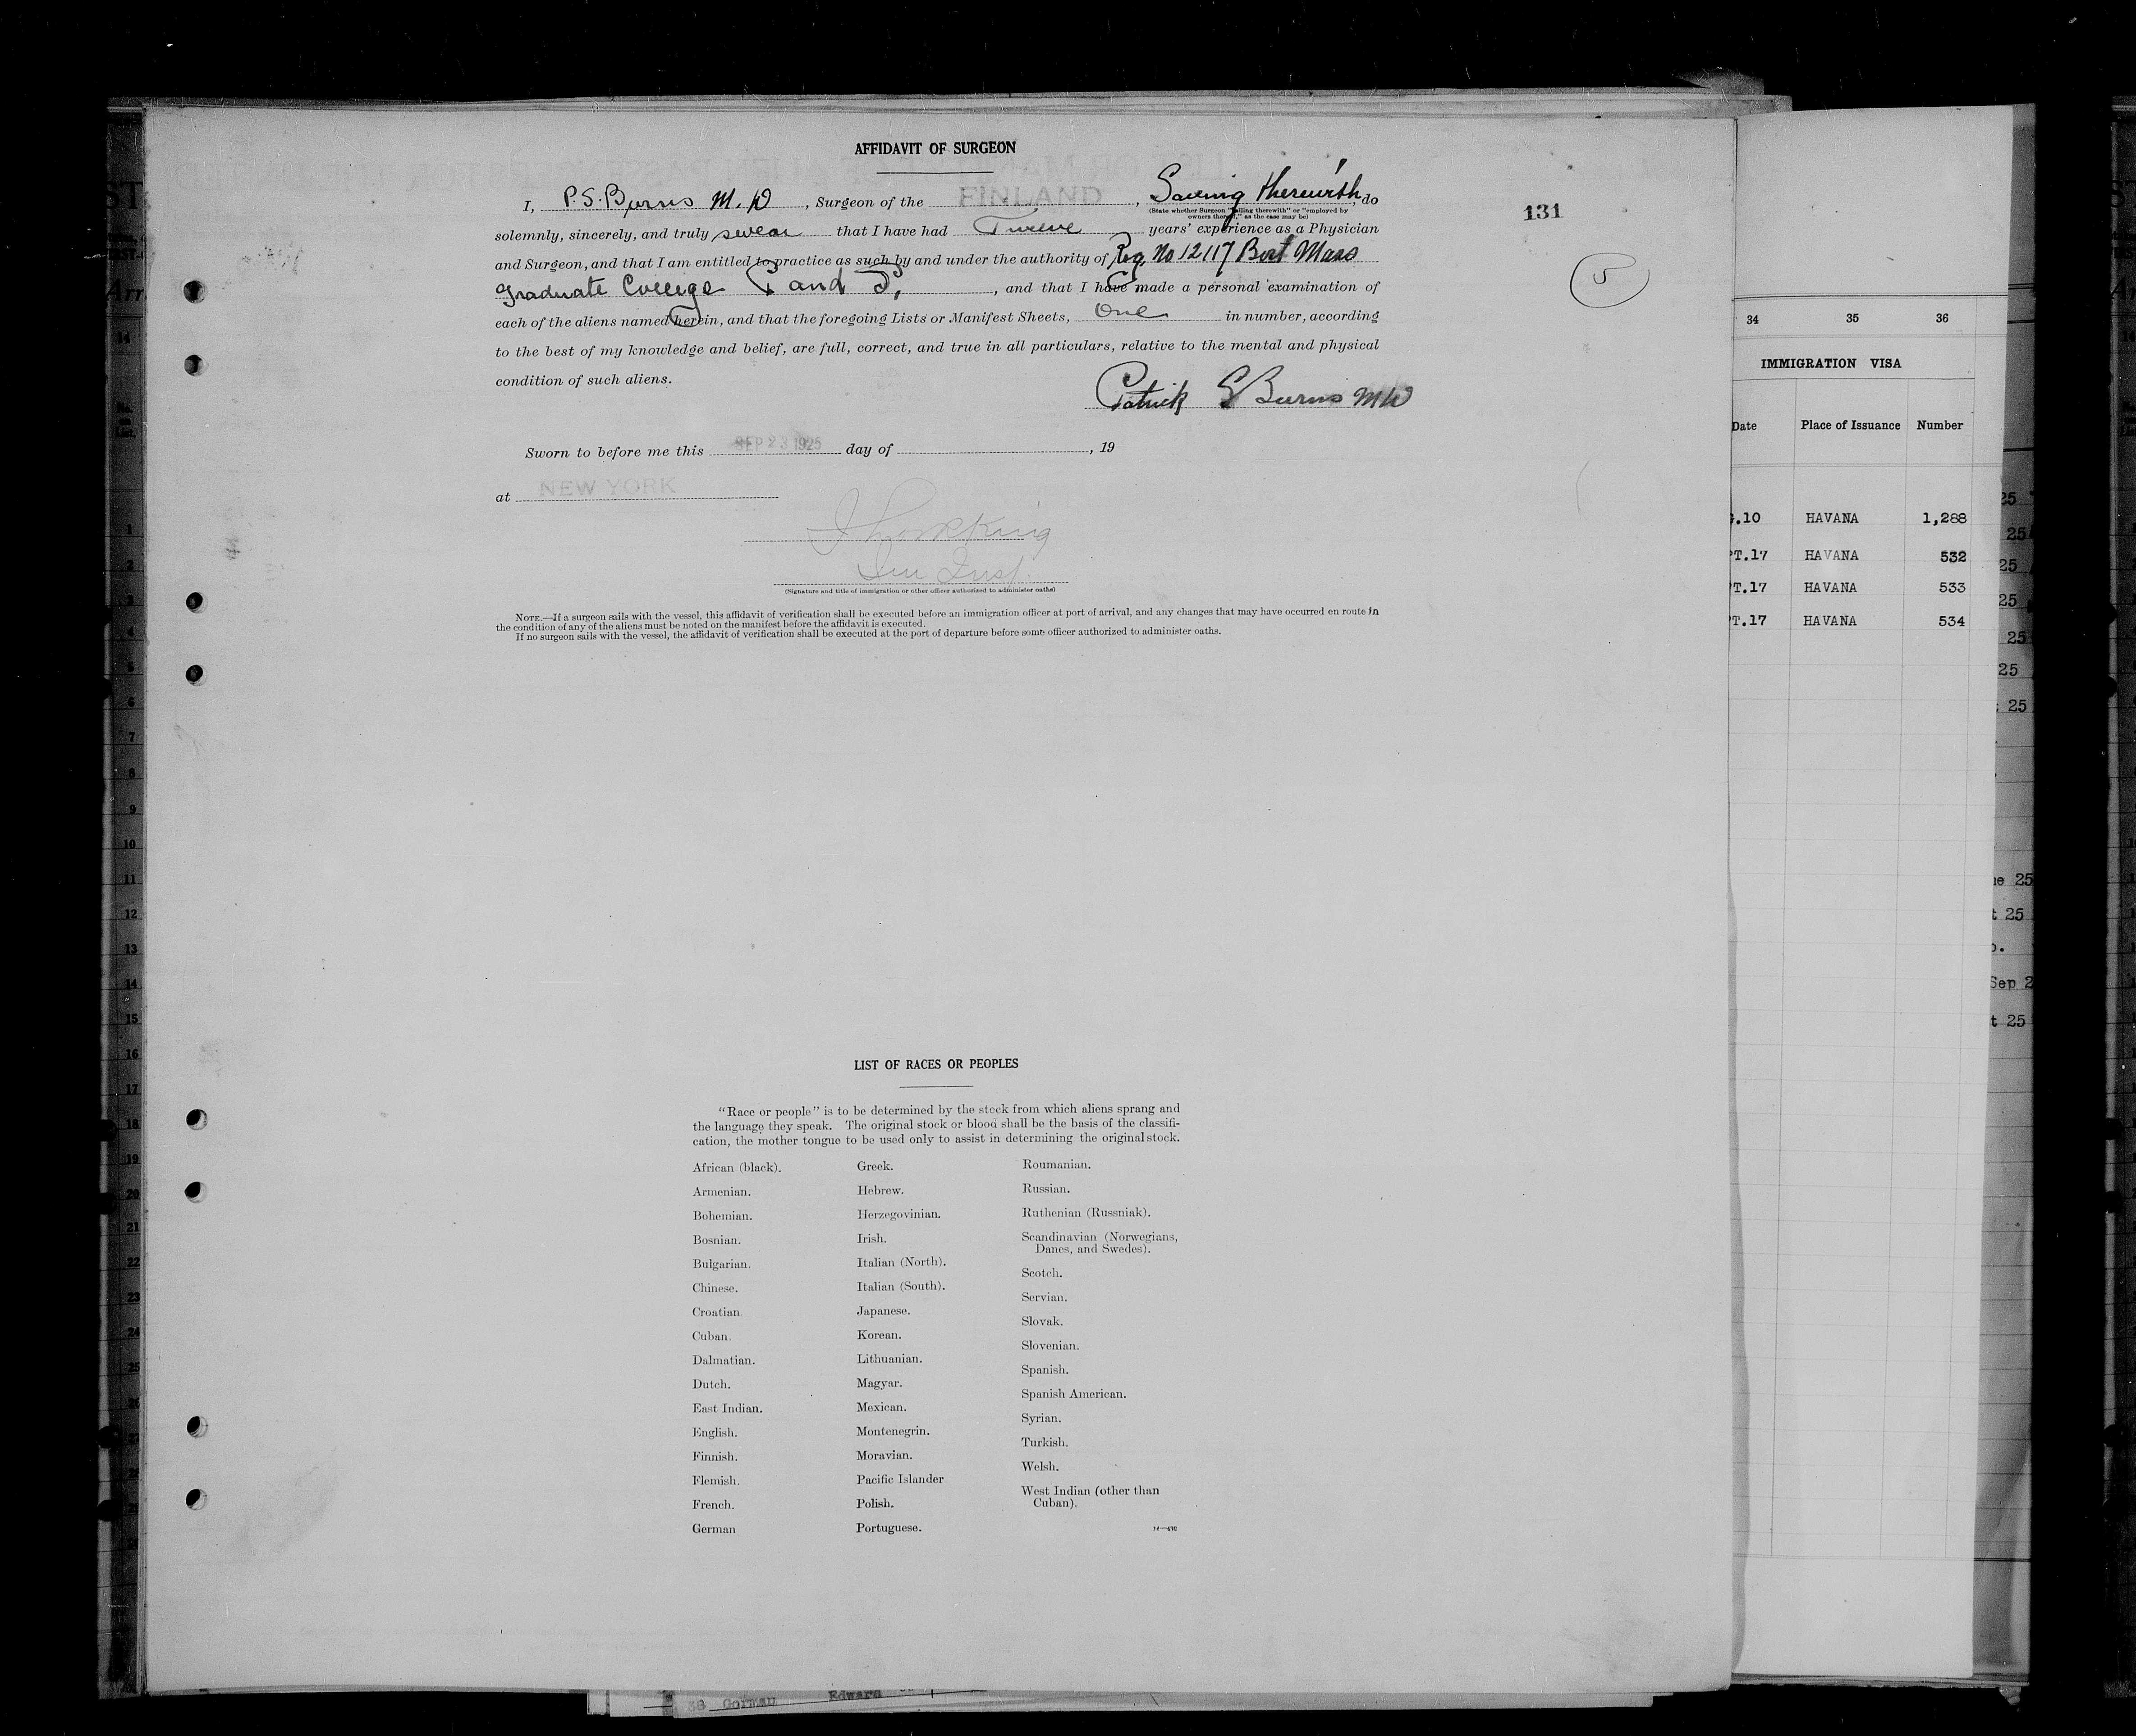 AFFIDAVIT OF SURGEON
I, P. S. Burns M. D, Surgeon of the FINLAND, Sailing therewith, do
(State whether Surgeon "sailing therewith" or "employed by
owners thereof," as the case may be)
131
solemnly, sincerely, and truly swear that I have had Twelve years' experience as a Physician
and Surgeon, and that I am entitled to practice as such by and under the authority of Reg. No 12117 Bost Mass
Graduate College P and S, and that I have made a personal examination of
5
each of the aliens named herein, and that the foregoing Lists or Manifest Sheets, One in number, according
to the best of my knowledge and belief, are full, correct, and true in all particulars, relative to the mental and physical
condition of such aliens.
Patrick S Burns MD
Sworn to before me this SEP 23 1925 day of , 19
at NEW YORK
Im Insp.
(Signature and title of immigration or other officer authorized to administer oaths)
NOTE.—If a surgeon sails with the vessel, this affidavit of verification shall be executed before an immigration officer at port of arrival, and any changes that may have occurred en route in
the condition of any of the aliens must be noted on the manifest before the affidavit is executed.
If no surgeon sails with the vessel, the affidavit of verification shall be executed at the port of departure before some officer authorized to administer oaths.
LIST OF RACES OR PEOPLES
"Race or people" is to be determined by the stock from which aliens sprang and
the language they speak. The original stock or blood shall be the basis of the classifi-
cation, the mother tongue to be used only to assist in determining the original stock.
African (black).
Armenian.
Bohemian.
Bosnian.
Bulgarian.
Chinese.
Croatian.
Cuban.
Dalmatian.
Dutch.
East Indian.
English.
Finnish.
Flemish.
French.
German
Greek.
Hebrew.
Herzegovinian.
Irish.
Italian (North).
Italian (South).
Japanese.
Korean.
Lithuanian.
Magyar.
Mexican.
Montenegrin.
Moravian.
Pacific Islander
Polish.
Portuguese.
Roumanian.
Russian.
Ruthenian (Russniak).
Scandinavian (Norwegians,
Danes, and Swedes).
Scotch.
Servian.
Slovak.
Slovenian.
Spanish.
Spanish American.
Syrian.
Turkish.
Welsh.
West Indian (other than
Cuban).
34 35 36
IMMIGRATION VISA
Date Place of Issuance Number
.10 HAVANA 1,288
T.17 HAVANA 532
T.17 HAVANA 533
T.17 HAVANA 534
38 Gorman Edward